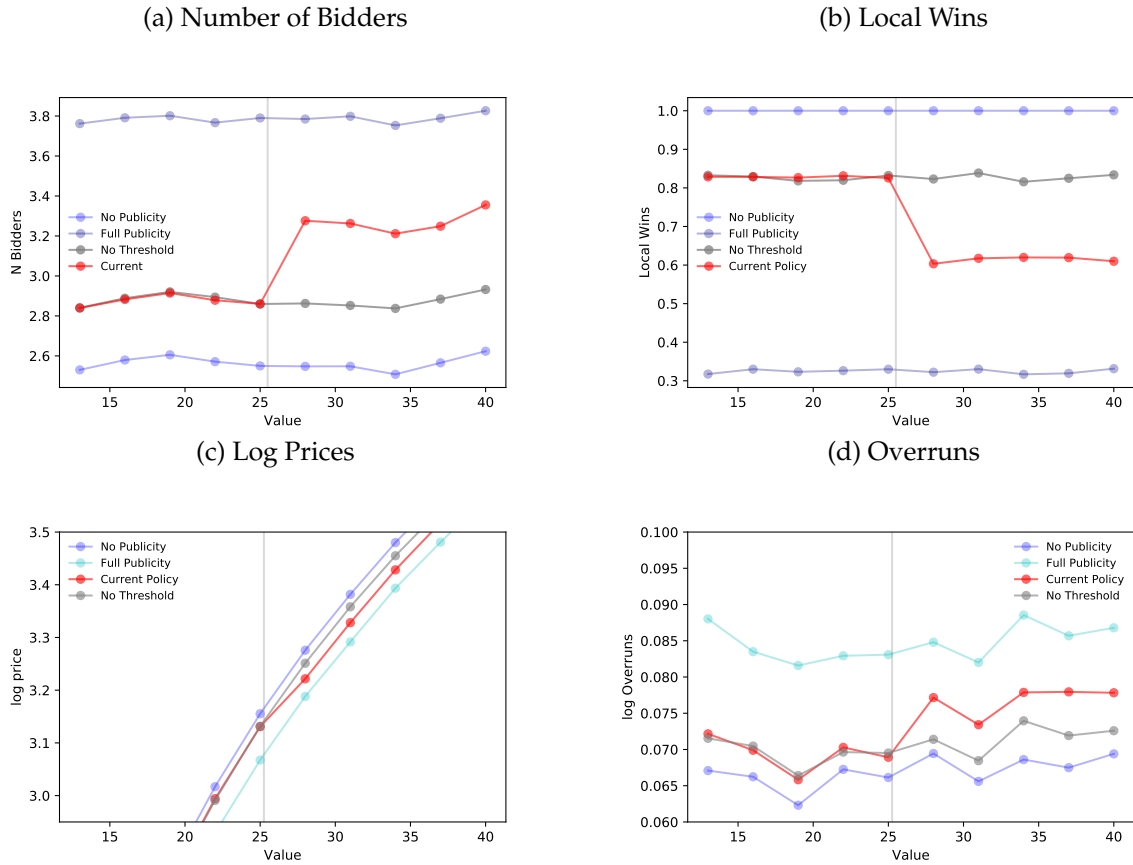 (a) Number of Bidders
3.8
3.6
3.4
3.2
3.0
2.8
2.6
N Bidders
No Publicity
Full Publicity
No Threshold
Current
15 20 25 30 35 40
Value
(b) Local Wins
1.0
0.9
0.8
0.7
0.6
0.5
0.4
0.3
Local Wins
No Publicity
Full Publicity
No Threshold
Current Policy
15 20 25 30 35 40
Value
(c) Log Prices
3.5
3.4
3.3
3.2
3.1
3.0
log price
No Publicity
Full Publicity
Current Policy
No Threshold
15 20 25 30 35 40
Value
(d) Overruns
0.100
0.095
0.090
0.085
0.080
0.075
0.070
0.065
0.060
log Overruns
No Publicity
Full Publicity
Current Policy
No Threshold
15 20 25 30 35 40
Value